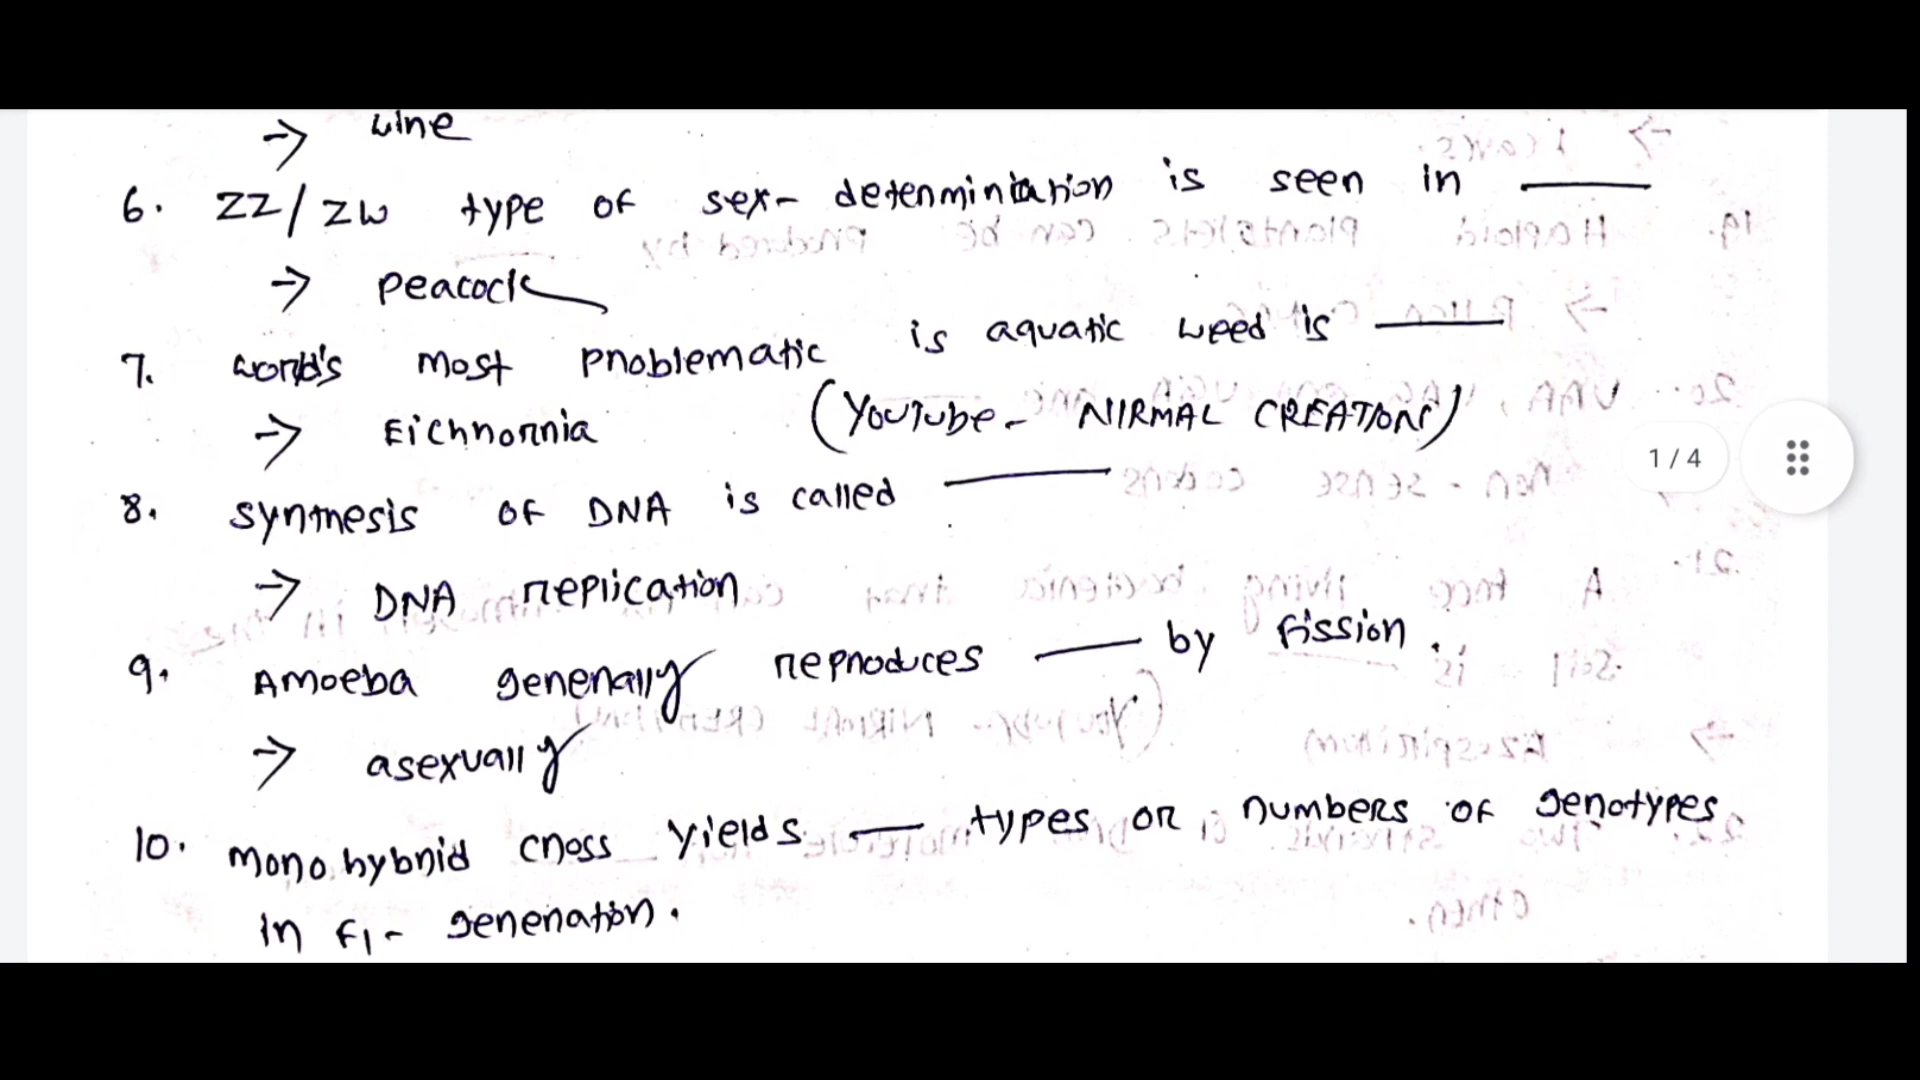 → Wine
6. ZZ/ZW type of sex- determination is seen in ____
→ peacock
7. world's most problematic is aquatic weed is ____
→ Eichhornia (YouTube - NIRMAL CREATION)
8. synthesis of DNA is called ____
→ DNA replication
9. Amoeba generally reproduces ____ by fission.
→ asexually
10. Mono hybrid cross yields ____ types or numbers of genotypes
in F1- generation.
1 / 4